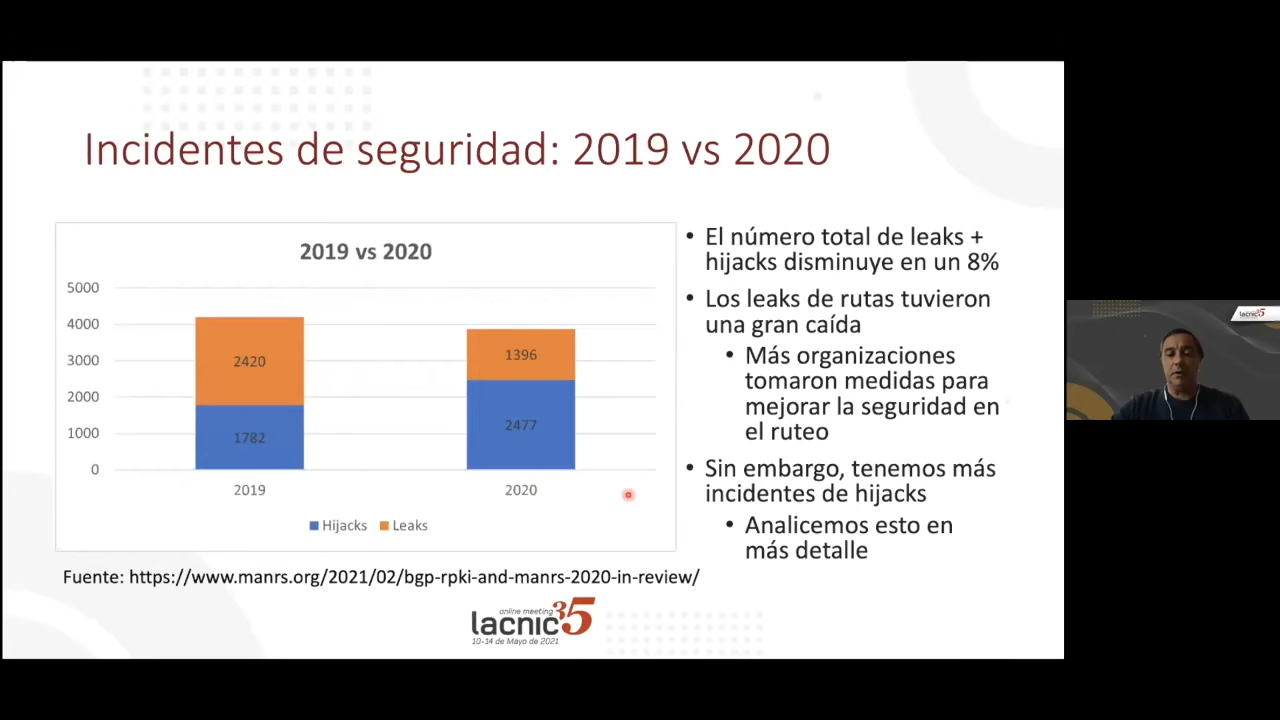 Incidentes de seguridad: 2019 vs 2020
2019 vs 2020
5000
4000
3000
2000
1000
0
2420
1782
1396
2477
2019
2020
Hijacks
Leaks
• El número total de leaks +
hijacks disminuye en un 8%
• Los leaks de rutas tuvieron
una gran caída
• Más organizaciones
tomaron medidas para
mejorar la seguridad en
el ruteo
• Sin embargo, tenemos más
incidentes de hijacks
• Analicemos esto en
más detalle
Fuente: https://www.manrs.org/2021/02/bgp-rpki-and-manrs-2020-in-review/
online meeting
lacnic35
10-14 de Mayo de 2021
lacnic35